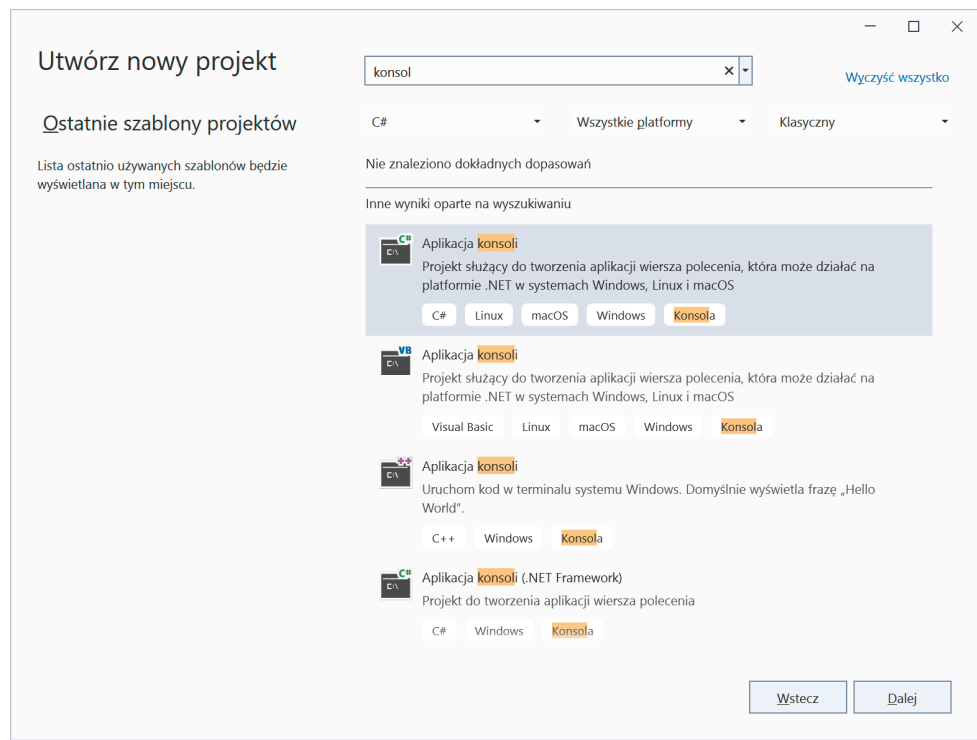 Utwórz nowy projekt
konsol
Wyczyść wszystko
Ostatnie szablony projektów
Lista ostatnio używanych szablonów będzie
wyświetlana w tym miejscu.
C#
Wszystkie platformy
Klasyczny
Nie znaleziono dokładnych dopasowań
Inne wyniki oparte na wyszukiwaniu
C#
C:\
Aplikacja konsoli
Projekt służący do tworzenia aplikacji wiersza polecenia, która może działać na
platformie .NET w systemach Windows, Linux i macOS
C# Linux macOS Windows Konsola
VB
C:\
Aplikacja konsoli
Projekt służący do tworzenia aplikacji wiersza polecenia, która może działać na
platformie .NET w systemach Windows, Linux i macOS
Visual Basic Linux macOS Windows Konsola
++
C:\
Aplikacja konsoli
Uruchom kod w terminalu systemu Windows. Domyślnie wyświetla frazę „Hello
World”.
C++ Windows Konsola
C#
C:\
Aplikacja konsoli (.NET Framework)
Projekt do tworzenia aplikacji wiersza polecenia
C# Windows Konsola
Wstecz
Dalej